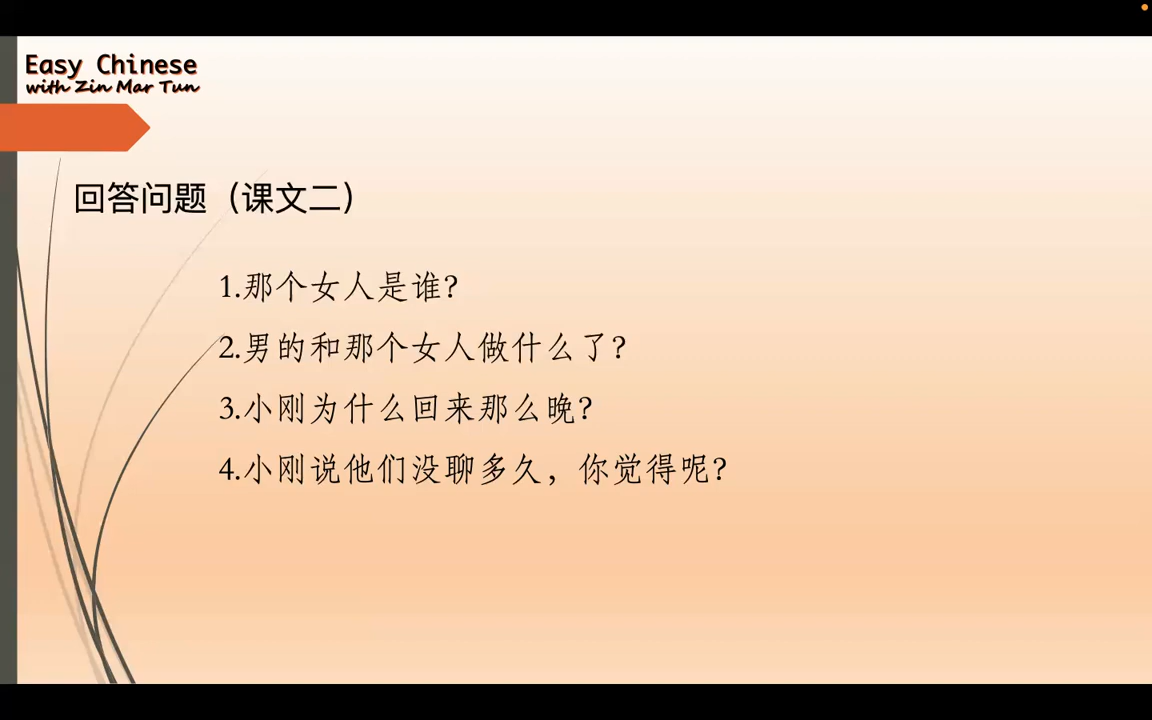 Easy Chinese
with Zin Mar Tun
回答问题（课文二）
1.那个女人是谁?
2.男的和那个女人做什么了?
3.小刚为什么回来那么晚?
4.小刚说他们没聊多久，你觉得呢?